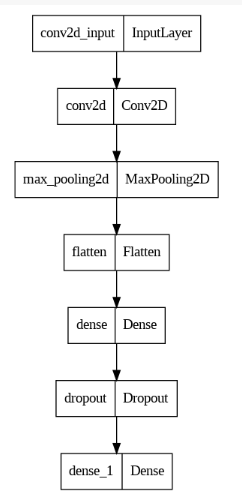 conv2d_input InputLayer
conv2d Conv2D
max_pooling2d MaxPooling2D
flatten Flatten
dense Dense
dropout Dropout
dense_1 Dense